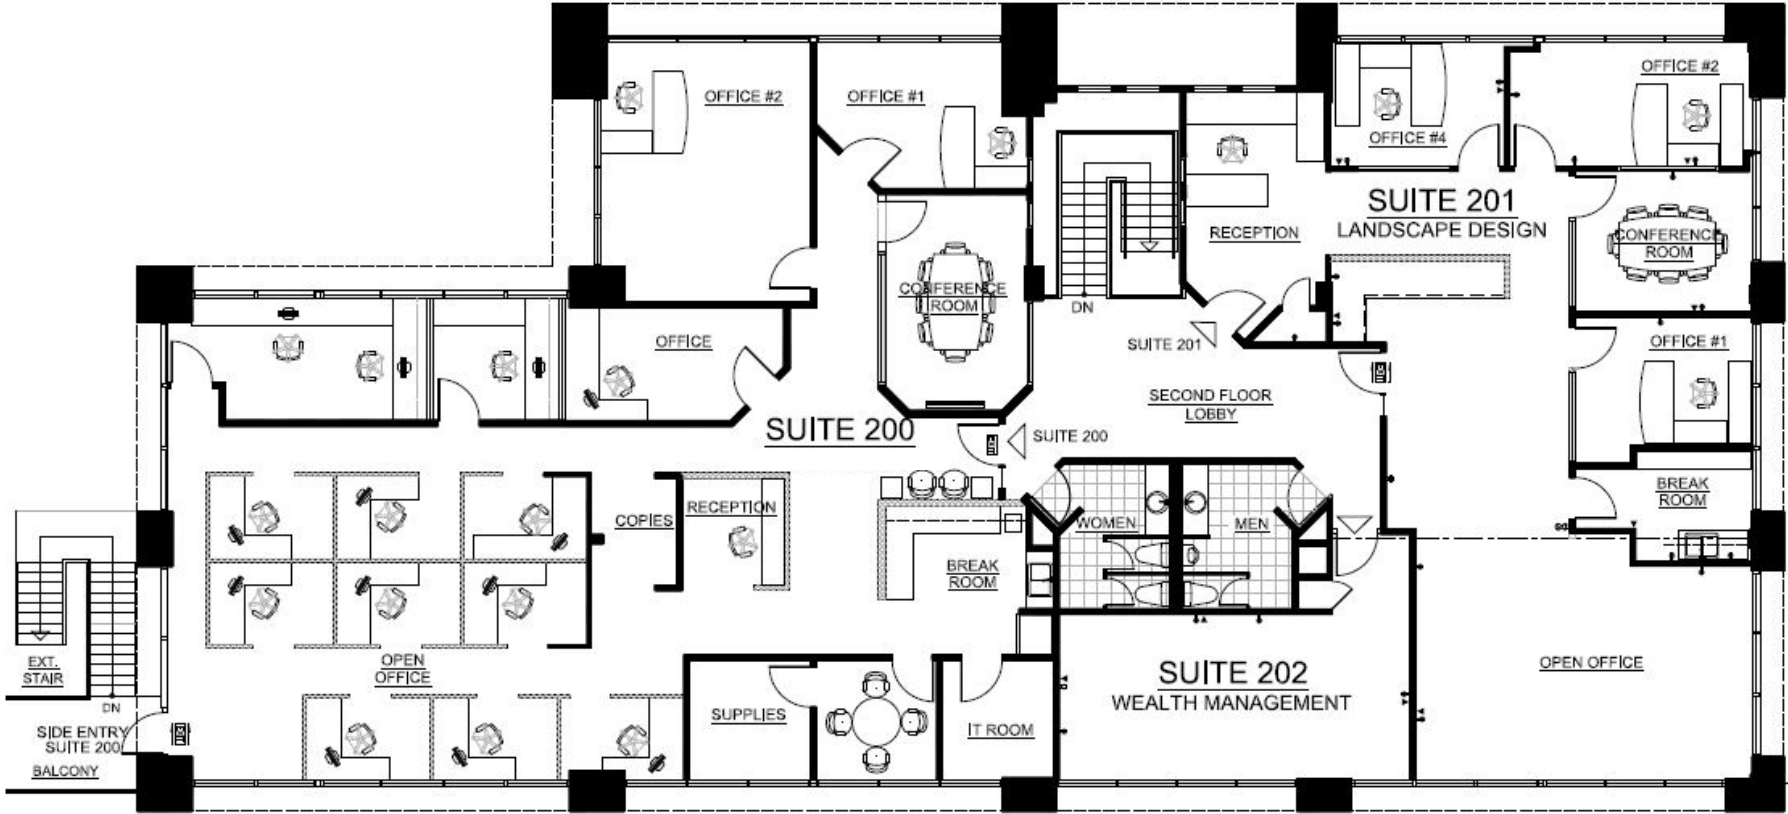 OFFICE #2
OFFICE #1
OFFICE #4
OFFICE #2
SUITE 201
LANDSCAPE DESIGN
RECEPTION
CONFERENCE
ROOM
CONFERENCE
ROOM
DN
OFFICE
SUITE 201
OFFICE #1
SECOND FLOOR
LOBBY
SUITE 200
SUITE 200
BREAK
ROOM
COPIES
RECEPTION
WOMEN
MEN
BREAK
ROOM
EXT.
STAIR
OPEN
OFFICE
SUITE 202
WEALTH MANAGEMENT
OPEN OFFICE
DN
SUPPLIES
IT ROOM
SIDE ENTRY
SUITE 200
BALCONY